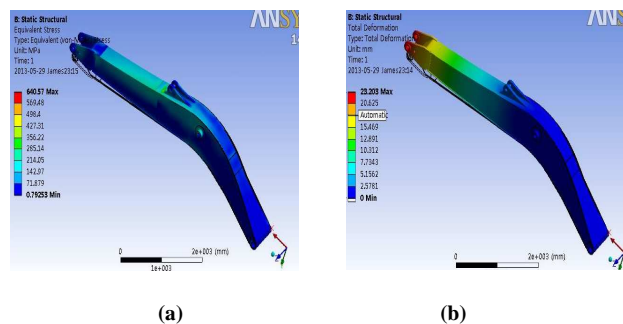 ANSYS
B: Static Structural
Equivalent Stress
Type: Equivalent (von-Mises) Stress
Unit: MPa
Time: 1
2013-05-29 James23:15
640.57 Max
569.48
498.4
427.31
356.22
285.14
214.05
142.97
71.879
0.79253 Min
0
2e+003 (mm)
1e+003
(a)
ANS
B: Static Structural
Total Deformation
Type: Total Deformation
Unit: mm
Time: 1
2013-05-29 James23:14
23.203 Max
20.625
Automatic
15.469
12.891
10.312
7.7343
5.1562
2.5781
0 Min
0
2e+003 (mm)
(b)